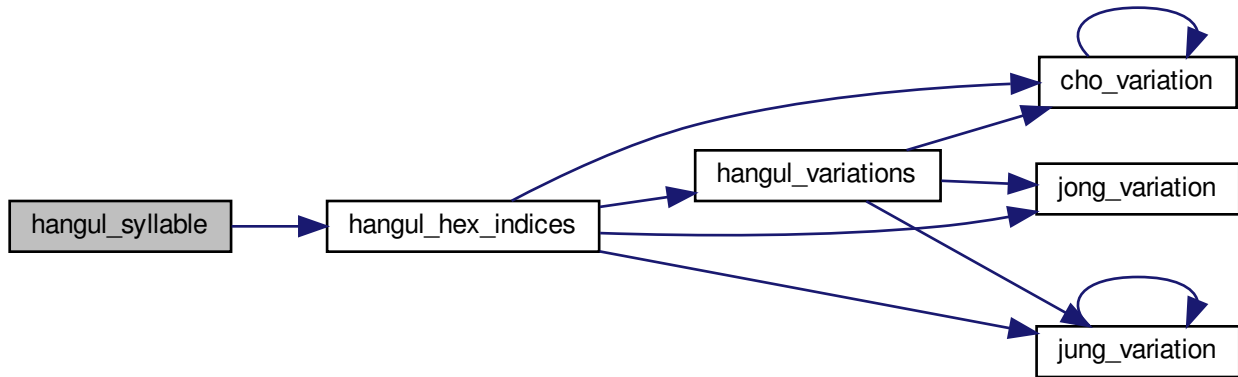 hangul_syllable
hangul_hex_indices
hangul_variations
cho_variation
jong_variation
jung_variation